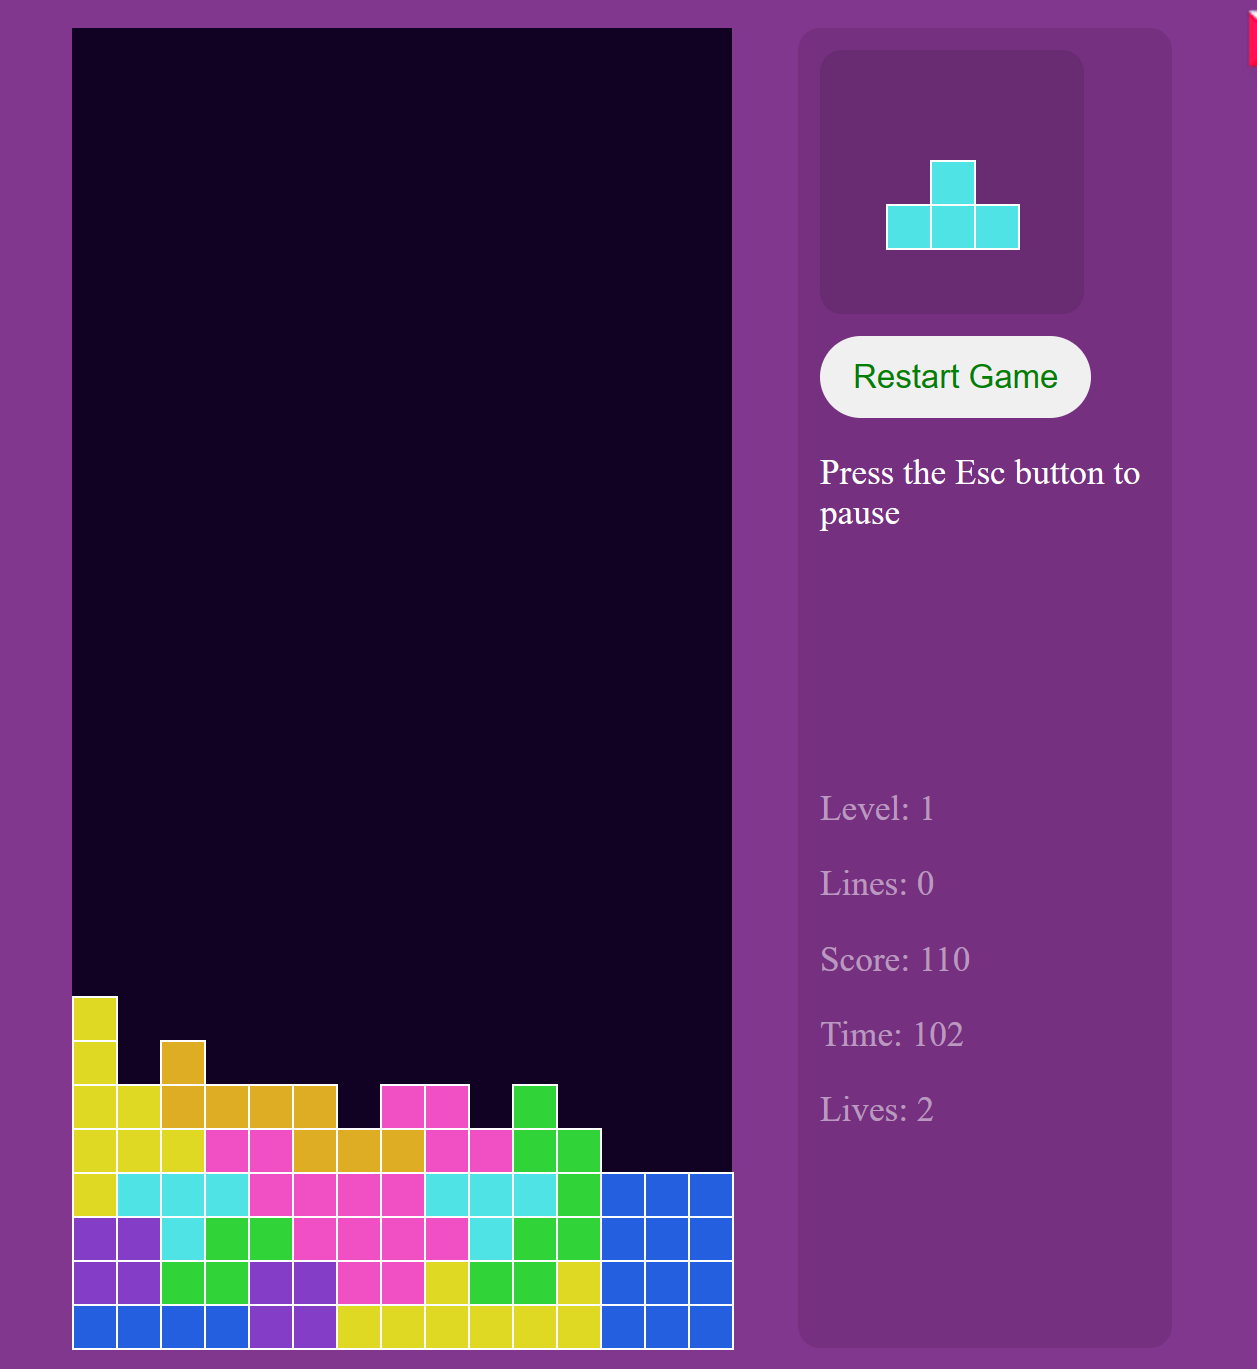 Restart Game
Press the Esc button to
pause
Level: 1
Lines: 0
Score: 110
Time: 102
Lives: 2